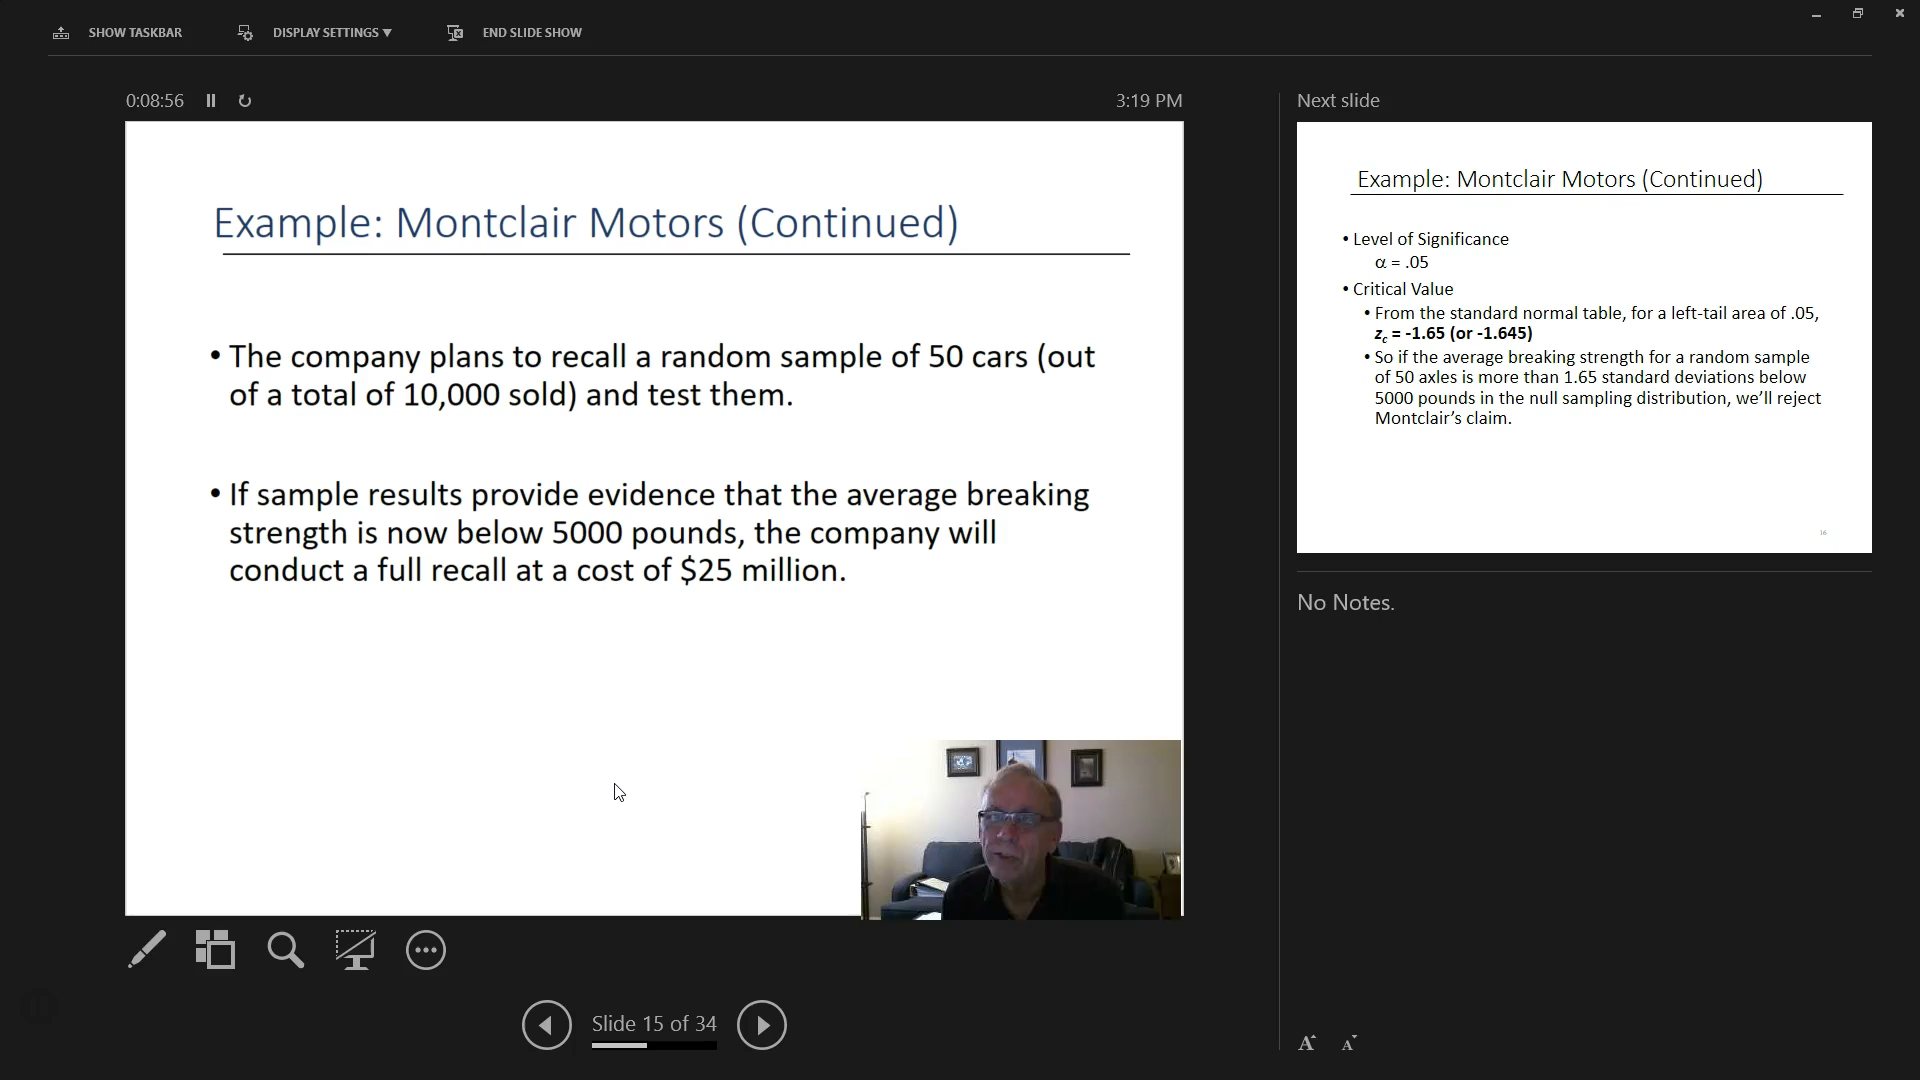 SHOW TASKBAR
DISPLAY SETTINGS ▼
END SLIDE SHOW
0:08:56
3:19 PM
Example: Montclair Motors (Continued)
• The company plans to recall a random sample of 50 cars (out
of a total of 10,000 sold) and test them.
• If sample results provide evidence that the average breaking
strength is now below 5000 pounds, the company will
conduct a full recall at a cost of $25 million.
Slide 15 of 34
Next slide
Example: Montclair Motors (Continued)
• Level of Significance
α = .05
• Critical Value
• From the standard normal table, for a left-tail area of .05,
zc = -1.65 (or -1.645)
• So if the average breaking strength for a random sample
of 50 axles is more than 1.65 standard deviations below
5000 pounds in the null sampling distribution, we’ll reject
Montclair’s claim.
16
No Notes.
A A